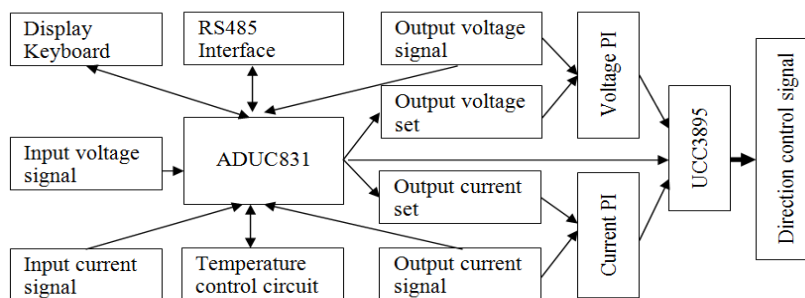 Display
Keyboard
RS485
Interface
Output voltage
signal
Voltage PI
Direction control signal
Output voltage
set
UCC3895
ADUC831
Input voltage
signal
Output current
set
Current PI
Input current
signal
Temperature
control circuit
Output current
signal